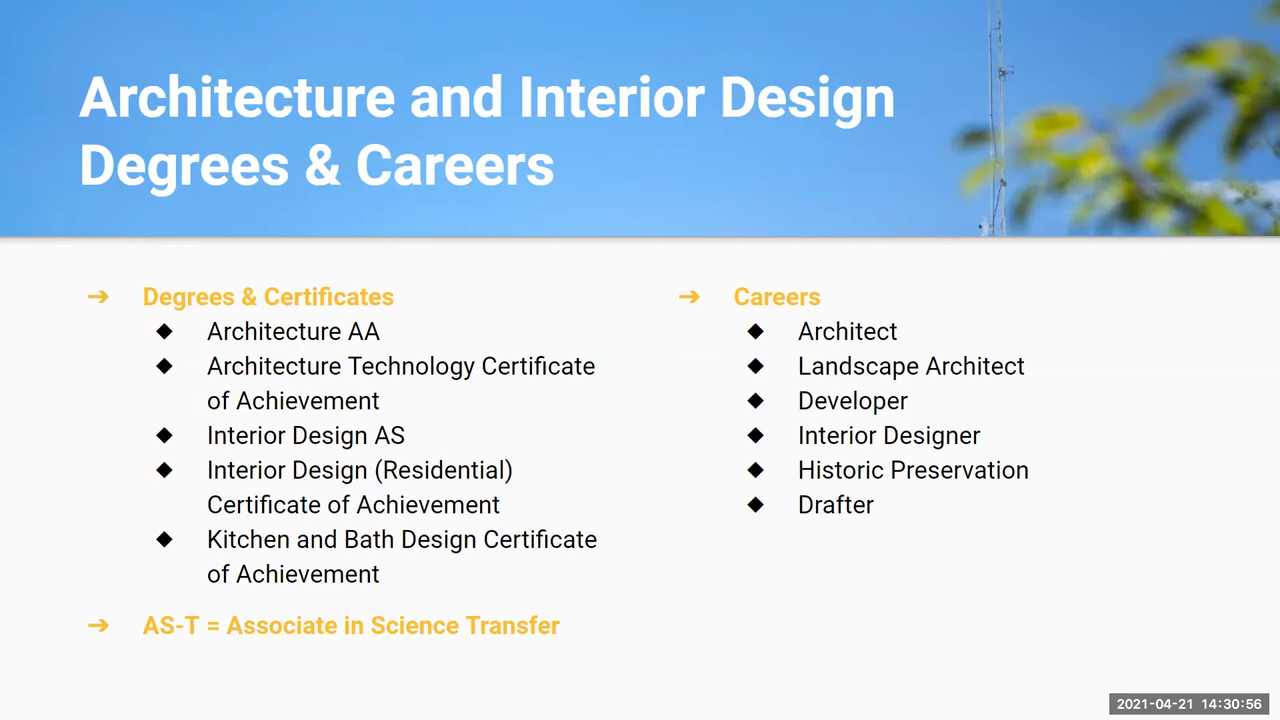 Architecture and Interior Design
Degrees & Careers
➔ Degrees & Certificates
◆ Architecture AA
◆ Architecture Technology Certificate
of Achievement
◆ Interior Design AS
◆ Interior Design (Residential)
Certificate of Achievement
◆ Kitchen and Bath Design Certificate
of Achievement
➔ AS-T = Associate in Science Transfer
➔ Careers
◆ Architect
◆ Landscape Architect
◆ Developer
◆ Interior Designer
◆ Historic Preservation
◆ Drafter
2021-04-21 14:30:56